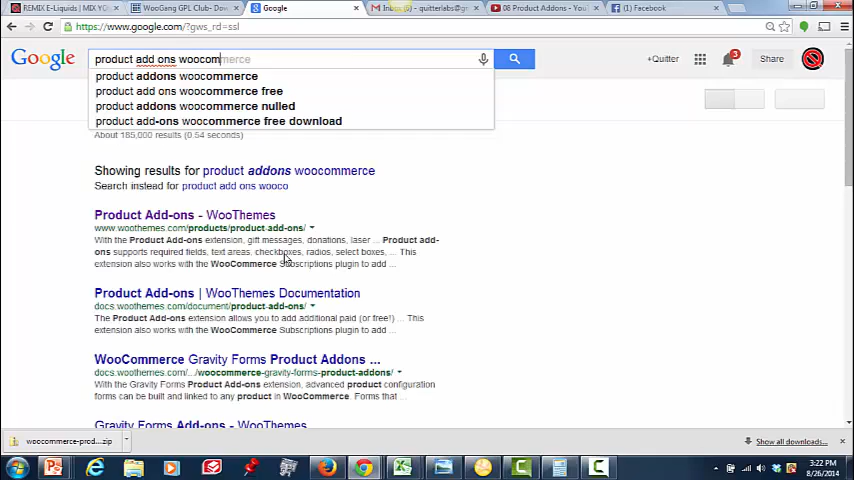 REMIX E-Liquids | MIX YO
WooGang GPL Club- Dow
Google
Inbox (6) - quitterlabs@gm
08 Product Addons - You
(1) Facebook
https://www.google.com/?gws_rd=ssl
Google
product add ons woocommerce
+Quitter
3
Share
product addons woocommerce
product add ons woocommerce free
product addons woocommerce nulled
product add-ons woocommerce free download
About 185,000 results (0.54 seconds)
Showing results for product addons woocommerce
Search instead for product add ons wooco
Product Add-ons - WooThemes
www.woothemes.com/products/product-add-ons/
With the Product Add-ons extension, gift messages, donations, laser ... Product add-
ons supports required fields, text areas, checkboxes, radios, select boxes, ... This
extension also works with the WooCommerce Subscriptions plugin to add ...
Product Add-ons | WooThemes Documentation
docs.woothemes.com/document/product-add-ons/
The Product Add-ons extension allows you to add additional paid (or free!) ... This
extension also works with the WooCommerce Subscriptions plugin to add ...
WooCommerce Gravity Forms Product Addons ...
docs.woothemes.com/.../woocommerce-gravity-forms-product-addons/
With the Gravity Forms Product Add-ons extension, advanced product configuration
forms can be built and linked to any product in WooCommerce. Forms that ...
Gravity Forms Add-ons - WooThemes
woocommerce-prod....zip
Show all downloads...
3:22 PM
8/26/2014